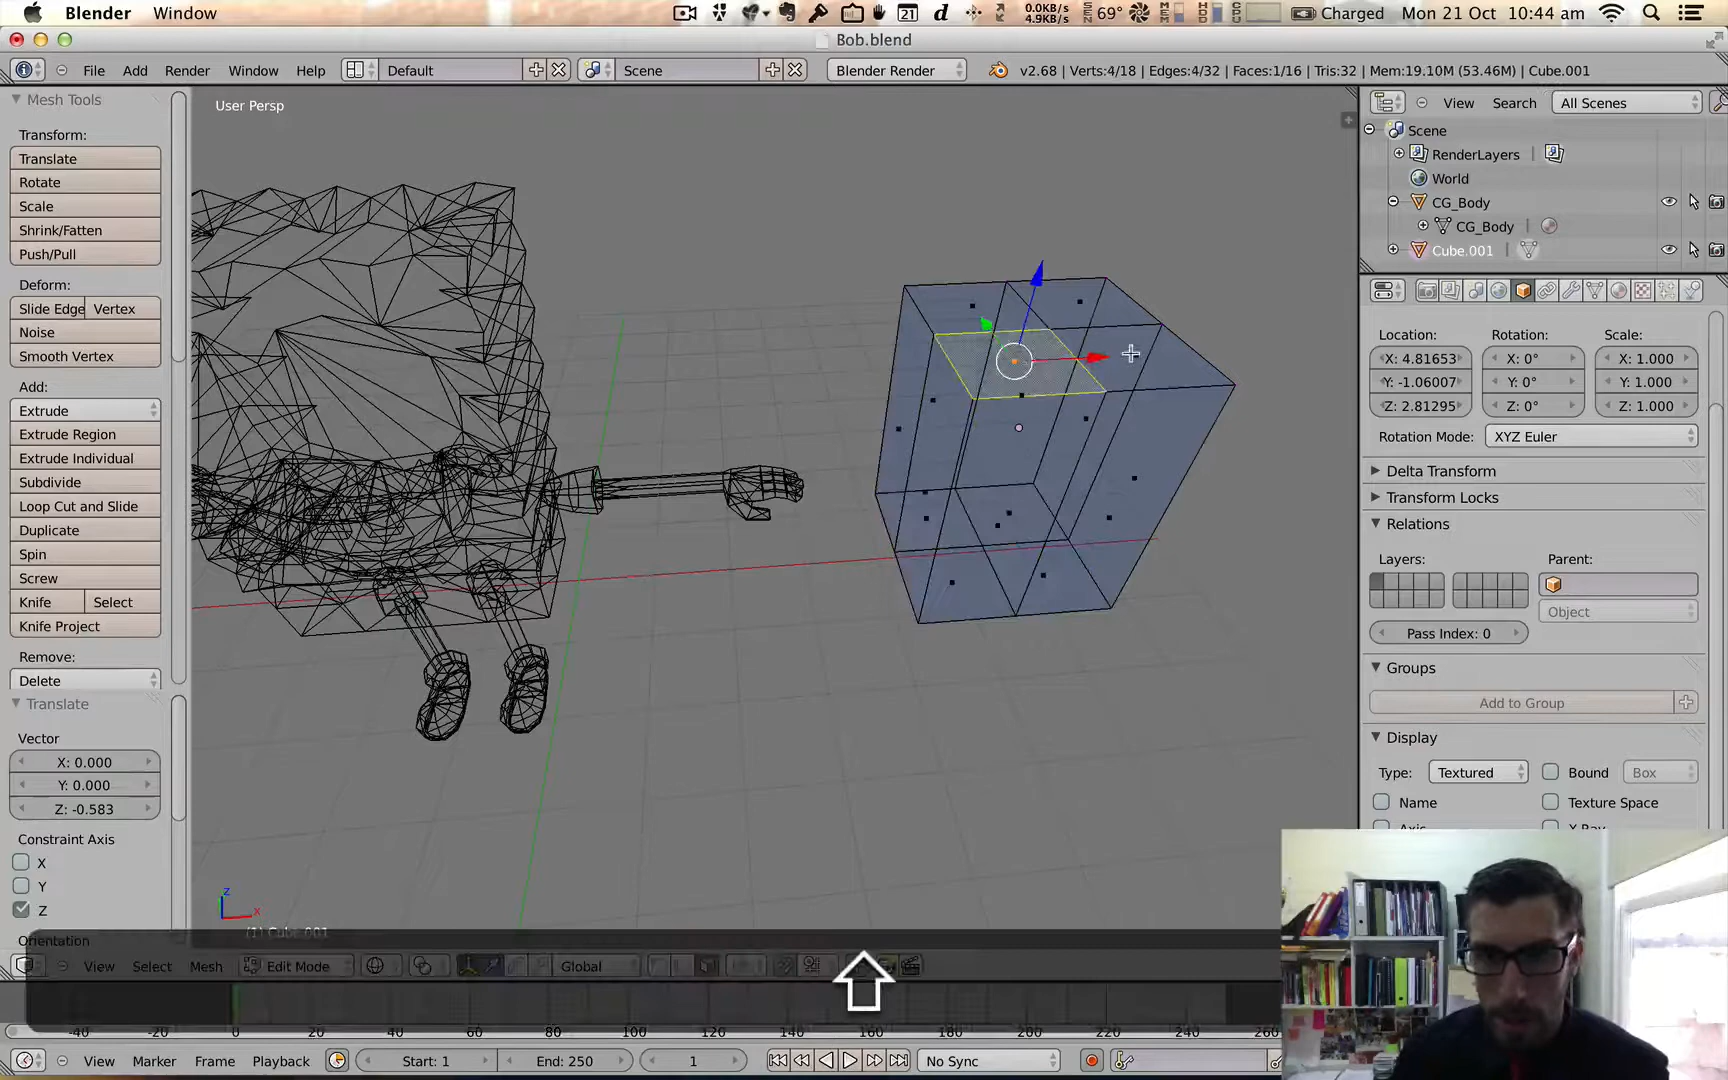 Blender Window 21 d 0.0KB/s 4.9KB/s 69° MEM HD CPU Charged Mon 21 Oct 10:44 am
Bob.blend
File Add Render Window Help Default Scene Blender Render v2.68 | Verts:4/18 | Edges:4/32 | Faces:1/16 | Tris:32 | Mem:19.10M (53.46M) | Cube.001
Mesh Tools
Transform:
Translate
Rotate
Scale
Shrink/Fatten
Push/Pull
Deform:
Slide Edge Vertex
Noise
Smooth Vertex
Add:
Extrude
Extrude Region
Extrude Individual
Subdivide
Loop Cut and Slide
Duplicate
Spin
Screw
Knife Select
Knife Project
Remove:
Delete
Translate
Vector
X: 0.000
Y: 0.000
Z: -0.583
Constraint Axis
X
Y
Z
Orientation
User Persp
z
x
(1) Cube.001
View Select Mesh Edit Mode Global
-40 -20 0 20 40 60 80 100 120 140 160 180 200 220 240 260
View Marker Frame Playback Start: 1 End: 250 1 No Sync
View Search All Scenes
Scene
RenderLayers
World
CG_Body
CG_Body
Cube.001
Location: Rotation: Scale:
X: 4.81653 X: 0° X: 1.000
Y: -1.06007 Y: 0° Y: 1.000
Z: 2.81295 Z: 0° Z: 1.000
Rotation Mode: XYZ Euler
Delta Transform
Transform Locks
Relations
Layers: Parent:
Object
Pass Index: 0
Groups
Add to Group
Display
Type: Textured Bound Box
Name Texture Space
Axis X-Ray